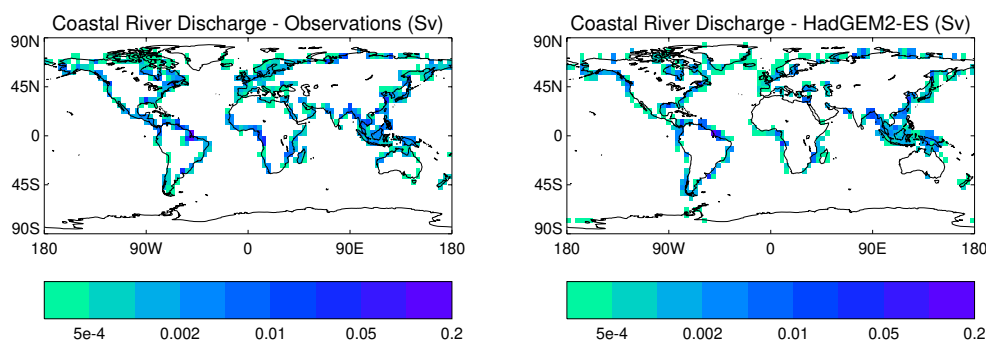 Coastal River Discharge - Observations (Sv)
90N
45N
0
45S
90S
180 90W 0 90E 180
5e-4 0.002 0.01 0.05 0.2
Coastal River Discharge - HadGEM2-ES (Sv)
90N
45N
0
45S
90S
180 90W 0 90E 180
5e-4 0.002 0.01 0.05 0.2